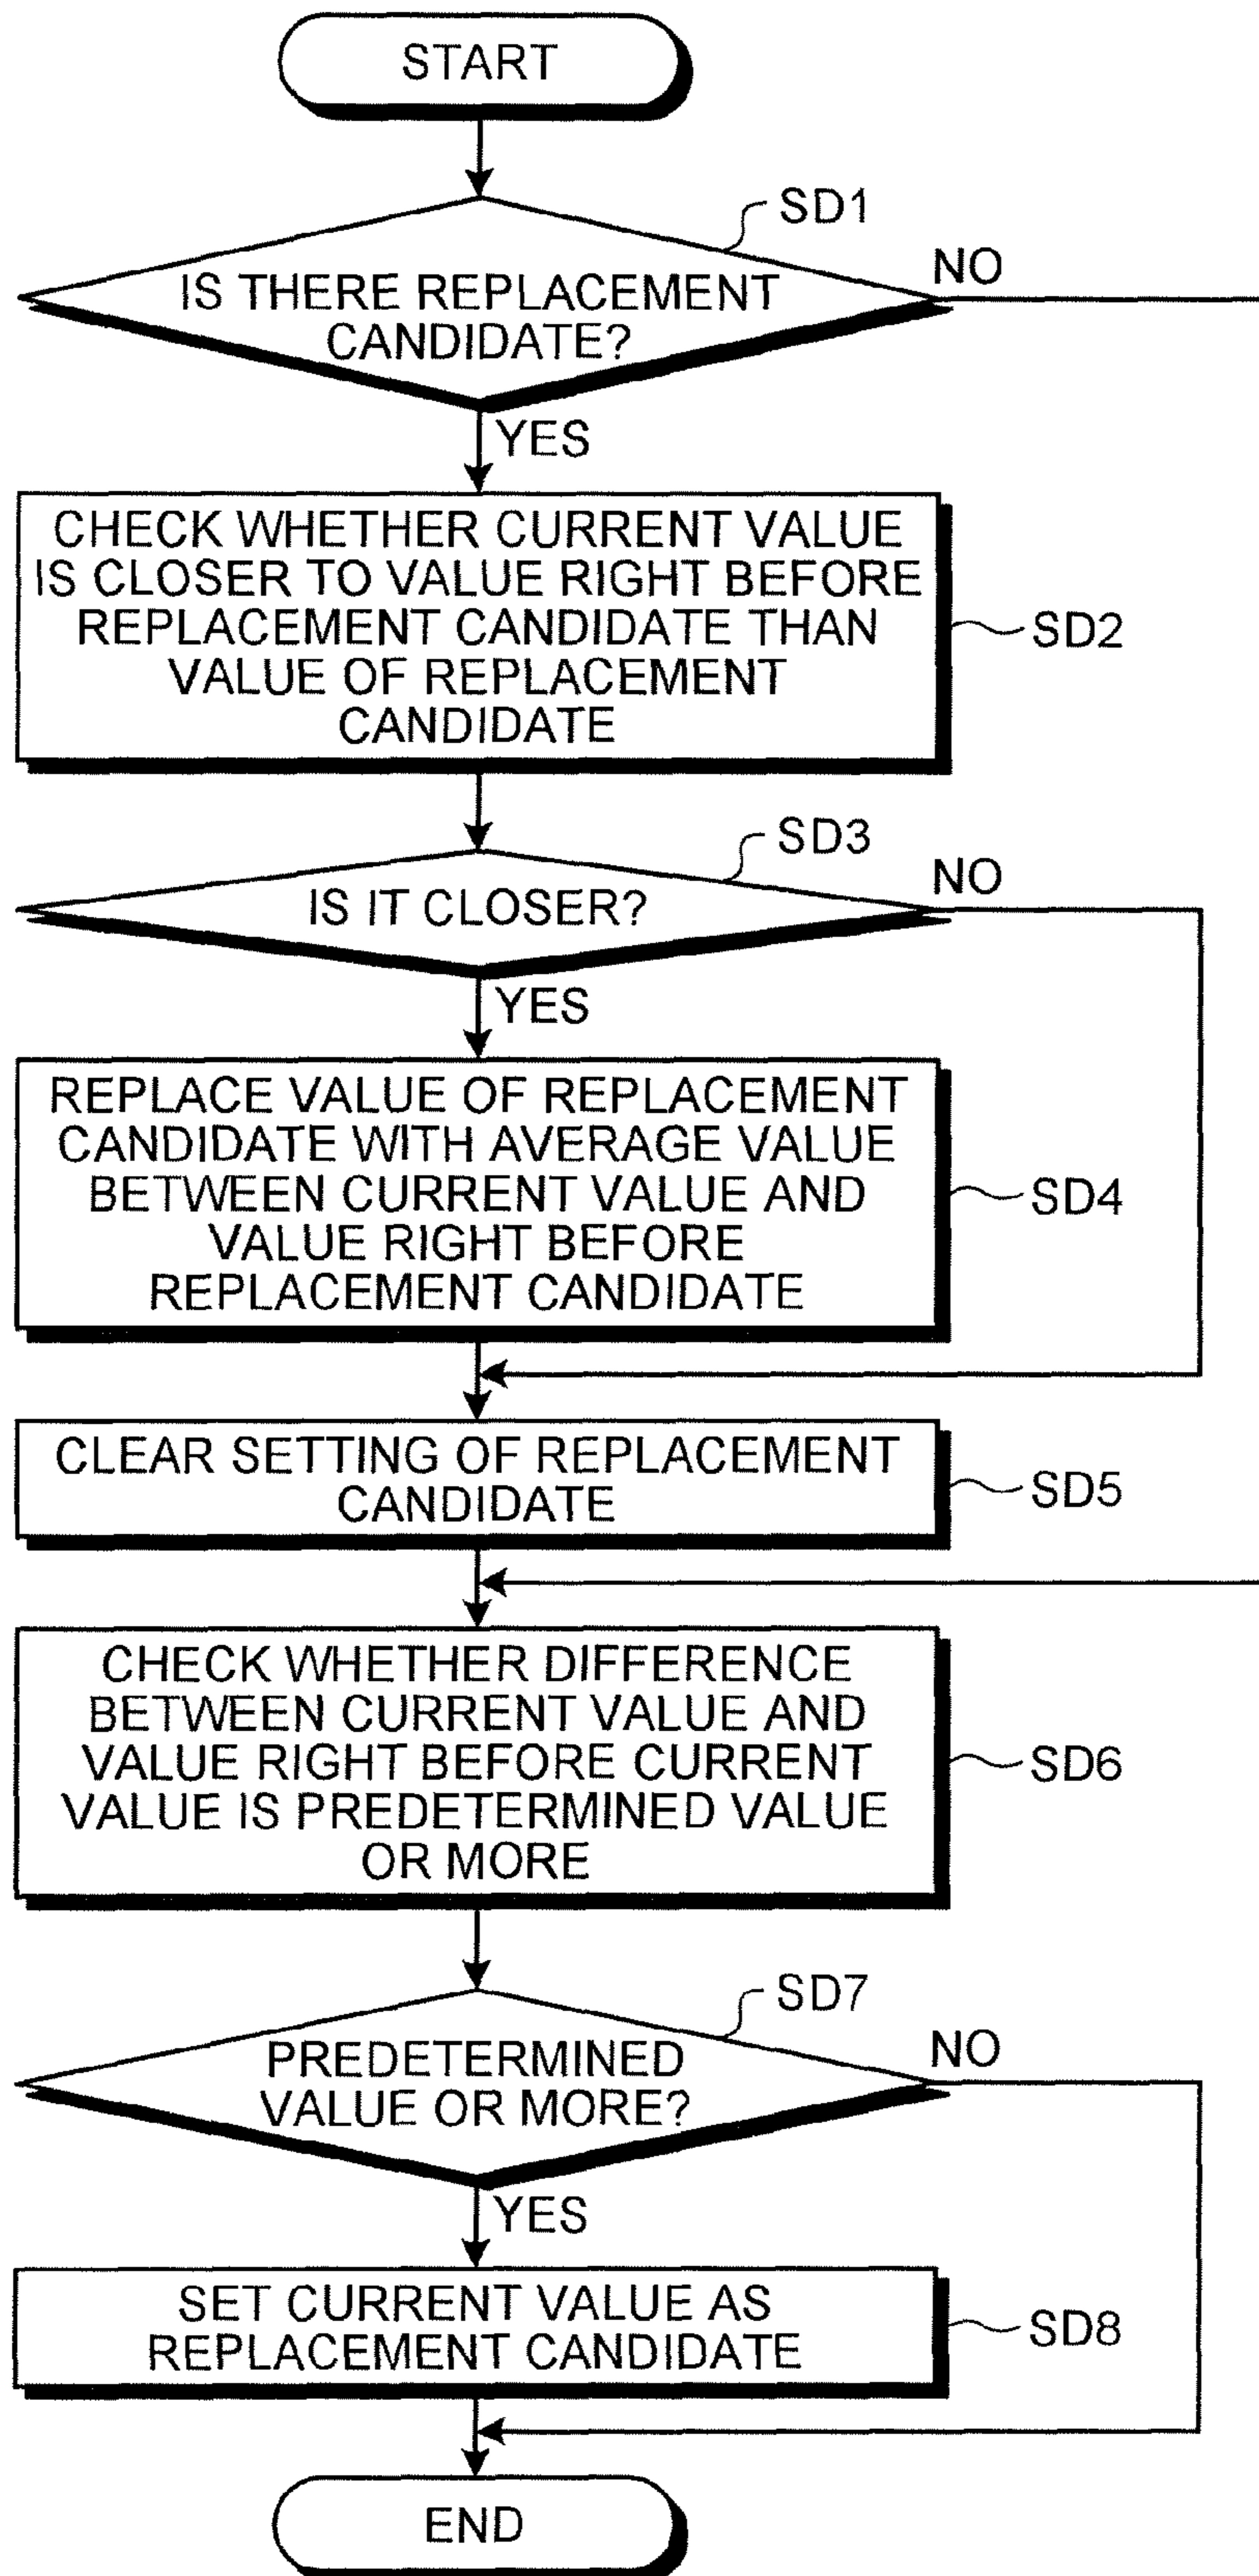 START
SD1
NO
IS THERE REPLACEMENT
CANDIDATE?
YES
CHECK WHETHER CURRENT VALUE
IS CLOSER TO VALUE RIGHT BEFORE
REPLACEMENT CANDIDATE THAN
VALUE OF REPLACEMENT
CANDIDATE
SD2
SD3
NO
IS IT CLOSER?
YES
REPLACE VALUE OF REPLACEMENT
CANDIDATE WITH AVERAGE VALUE
BETWEEN CURRENT VALUE AND
VALUE RIGHT BEFORE
REPLACEMENT CANDIDATE
SD4
CLEAR SETTING OF REPLACEMENT
CANDIDATE
SD5
CHECK WHETHER DIFFERENCE
BETWEEN CURRENT VALUE AND
VALUE RIGHT BEFORE CURRENT
VALUE IS PREDETERMINED VALUE
OR MORE
SD6
SD7
NO
PREDETERMINED
VALUE OR MORE?
YES
SET CURRENT VALUE AS
REPLACEMENT CANDIDATE
SD8
END